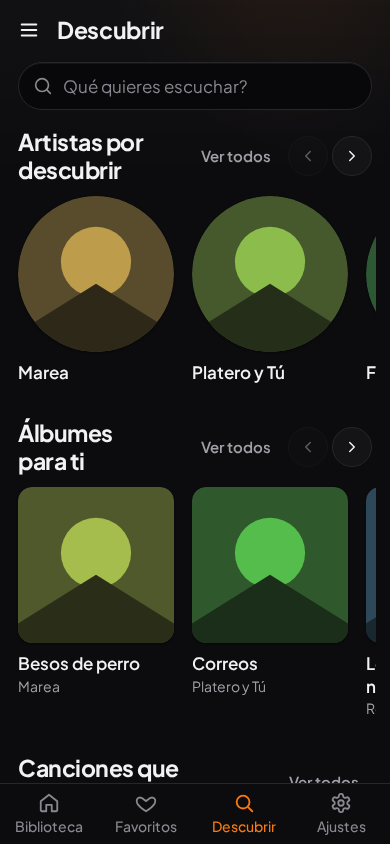 Descubrir
Qué quieres escuchar?
Artistas por
descubrir
Ver todos
Marea
Platero y Tú
F
Álbumes
para ti
Ver todos
Besos de perro
Correos
Marea
Platero y Tú
R
Canciones que
Ver todos
Biblioteca
Favoritos
Descubrir
Ajustes